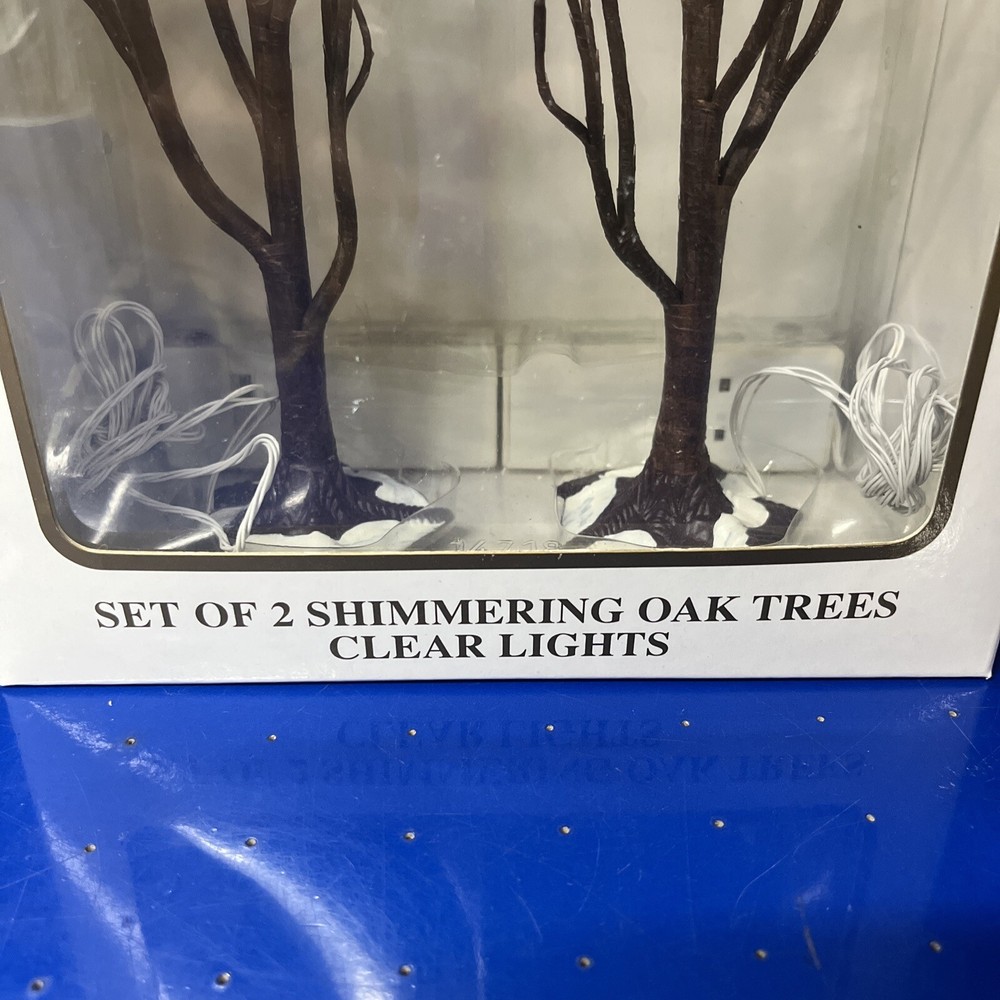 SET OF 2 SHIMMERING OAK TREES
CLEAR LIGHTS